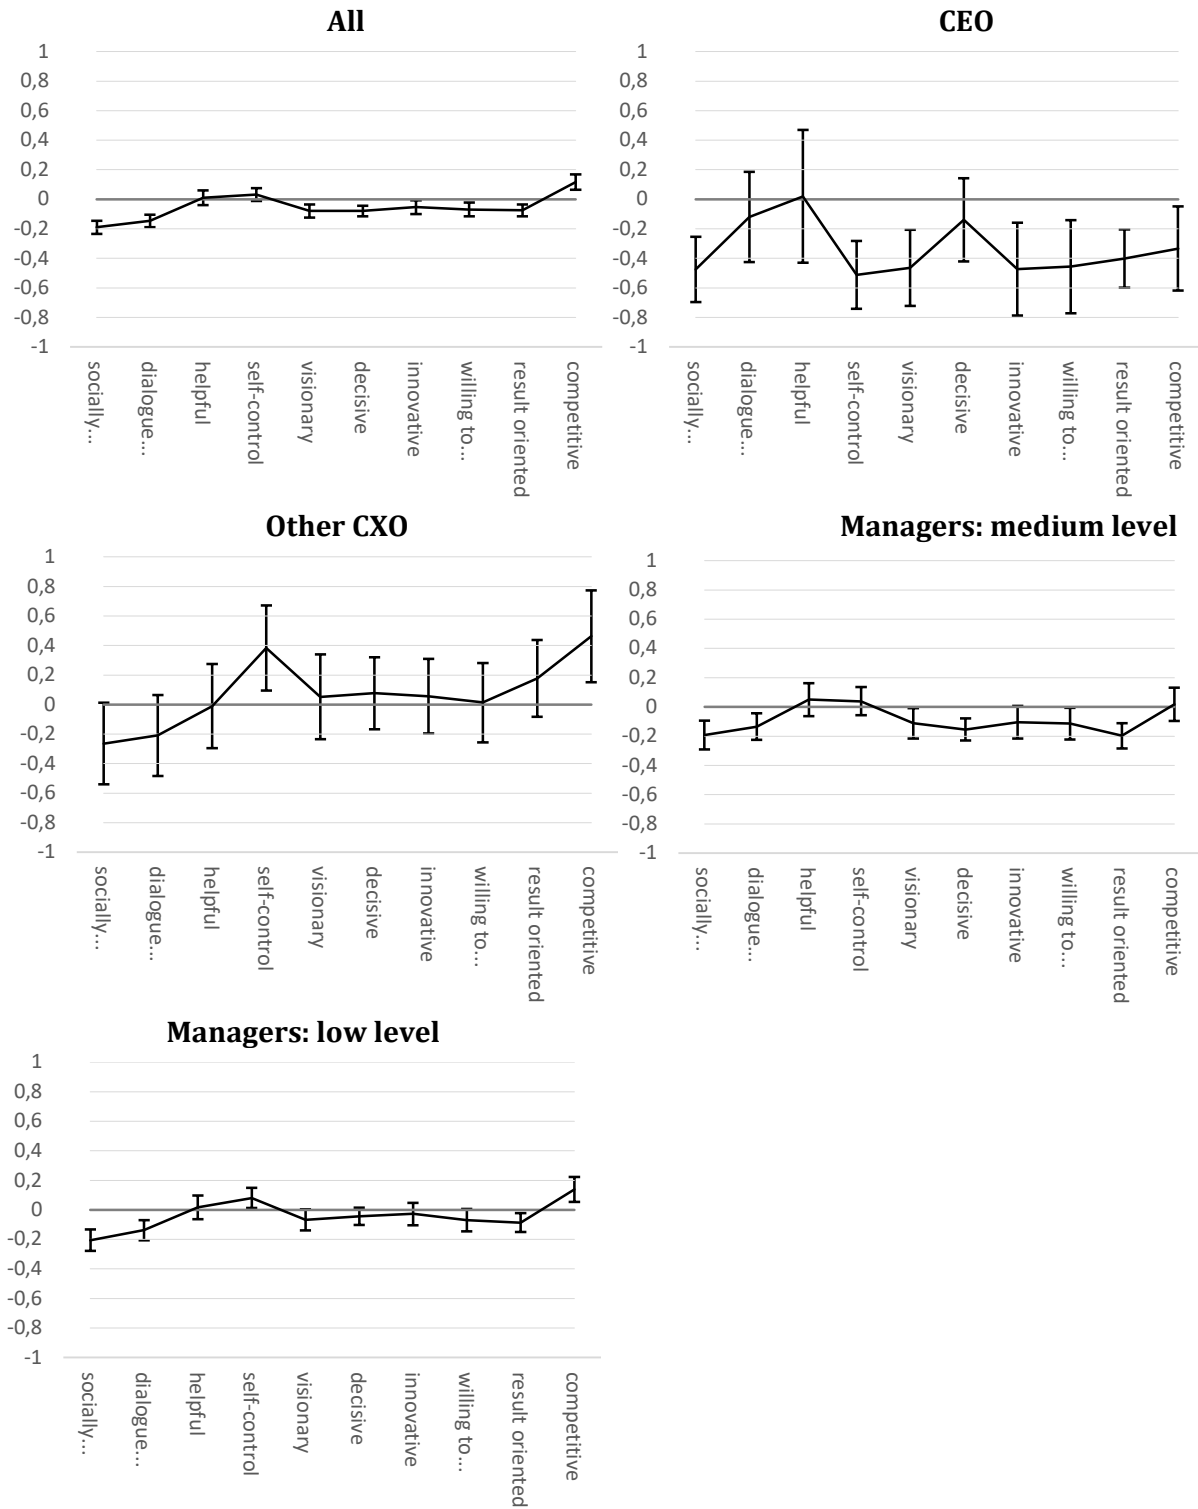 All
1
0,8
0,6
0,4
0,2
0
-0,2
-0,4
-0,6
-0,8
-1
socially...
dialogue...
helpful
self-control
visionary
decisive
innovative
willing to...
result oriented
competitive
CEO
1
0,8
0,6
0,4
0,2
0
-0,2
-0,4
-0,6
-0,8
-1
socially...
dialogue...
helpful
self-control
visionary
decisive
innovative
willing to...
result oriented
competitive
Other CXO
1
0,8
0,6
0,4
0,2
0
-0,2
-0,4
-0,6
-0,8
-1
socially...
dialogue...
helpful
self-control
visionary
decisive
innovative
willing to...
result oriented
competitive
Managers: medium level
1
0,8
0,6
0,4
0,2
0
-0,2
-0,4
-0,6
-0,8
-1
socially...
dialogue...
helpful
self-control
visionary
decisive
innovative
willing to...
result oriented
competitive
Managers: low level
1
0,8
0,6
0,4
0,2
0
-0,2
-0,4
-0,6
-0,8
-1
socially...
dialogue...
helpful
self-control
visionary
decisive
innovative
willing to...
result oriented
competitive